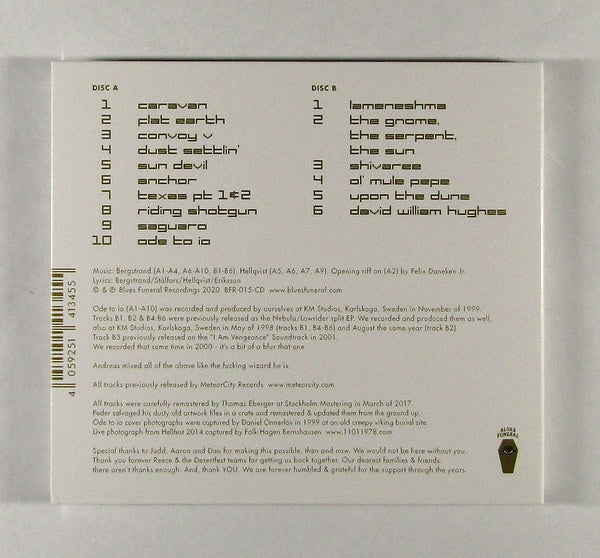 DISC A
1 caravan
2 flat earth
3 convoy v
4 dust settlin'
5 sun devil
6 anchor
7 texas pt 1&2
8 riding shotgun
9 saguaro
10 ode to io
DISC B
1 lameneshma
2 the gnome,
the serpent,
the sun
3 shivaree
4 ol' mule pepe
5 upon the dune
6 david william hughes
Music: Bergstrand (A1-A4, A6-A10, B1-B6), Hellqvist (A5, A6, A7, A9). Opening riff on (A2) by Felix Daneken Jr.
Lyrics: Bergstrand/Stålfors/Hellqvist/Eriksson
© & ℗ Blues Funeral Recordings 2020 BFR-015-CD www.bluesfuneral.com
Ode to io (A1-A10) was recorded and produced by ourselves at KM Studios, Karlskoga, Sweden in November of 1999.
Tracks B1, B2 & B4-B6 were previously released as the Nebula/Lowrider split EP. We recorded and produced them as well,
also at KM Studios, Karlskoga, Sweden in May of 1998 (tracks B1, B4-B6) and August the same year (track B2).
Track B3 previously released on the "I Am Vengeance" Soundtrack in 2001.
We recorded that some time in 2000 - it's a bit of a blur that one.
Andreas mixed all of the above like the fucking wizard he is.
All tracks previously released by MeteorCity Records www.meteorcity.com
All tracks were carefully remastered by Thomas Eberger at Stockholm Mastering in March of 2017.
Peder salvaged his dusty old artwork files in a crate and remastered & updated them from the ground up.
Ode to io cover photographs were captured by Daniel Onnerlöv in 1999 at an old creepy viking burial site.
Live photograph from Hellfest 2014 captured by Falk-Hagen Bernshausen. www.11011978.com
Special thanks to Jadd, Aaron and Dan for making this possible, then and now. We would not be here without you.
Thank you forever Reece & the Desertfest teams for getting us back together. Our dearest families & friends:
there aren't thanks enough. And, thank YOU. We are forever humbled & grateful for the support through the years.
4 059251 413455
BLUES
FUNERAL